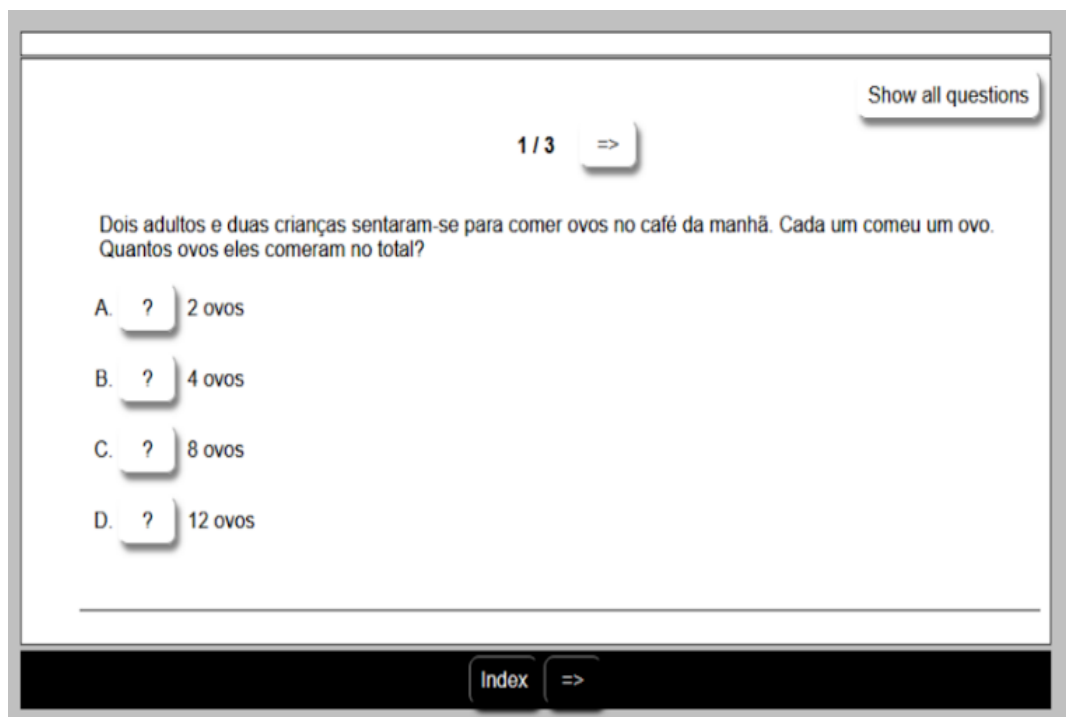 Show all questions
1 / 3 =>
Dois adultos e duas crianças sentaram-se para comer ovos no café da manhã. Cada um comeu um ovo.
Quantos ovos eles comeram no total?
A. ? 2 ovos
B. ? 4 ovos
C. ? 8 ovos
D. ? 12 ovos
Index =>